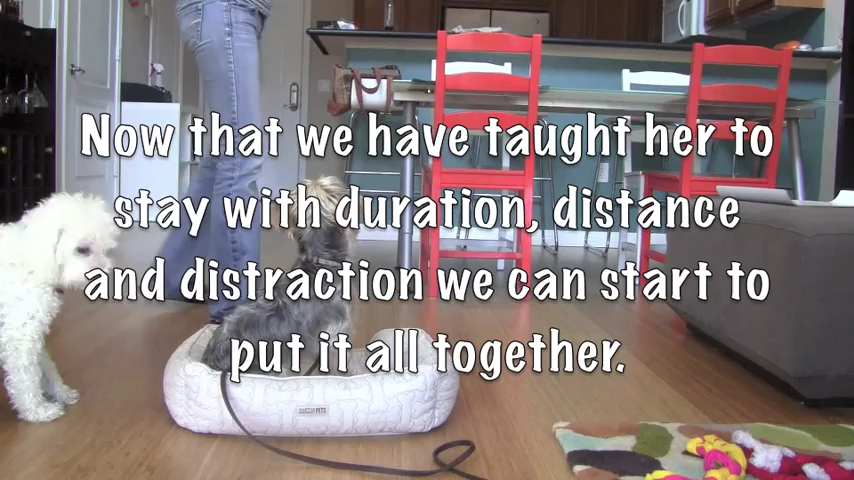 Now that we have taught her to
stay with duration, distance
and distraction we can start to
put it all together.